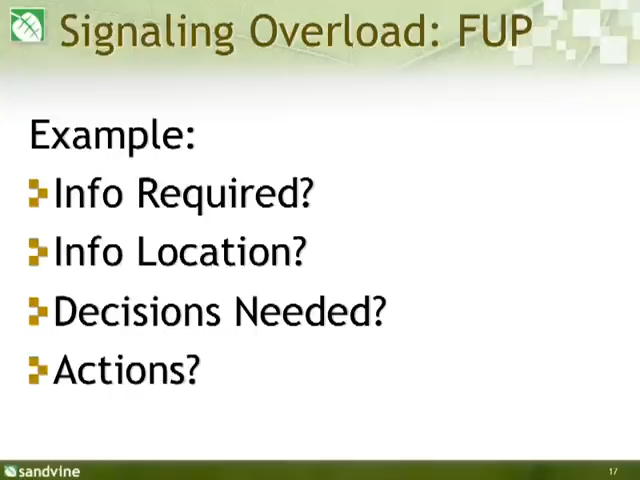 Signaling Overload: FUP
Example:
Info Required?
Info Location?
Decisions Needed?
Actions?
sandvine
17